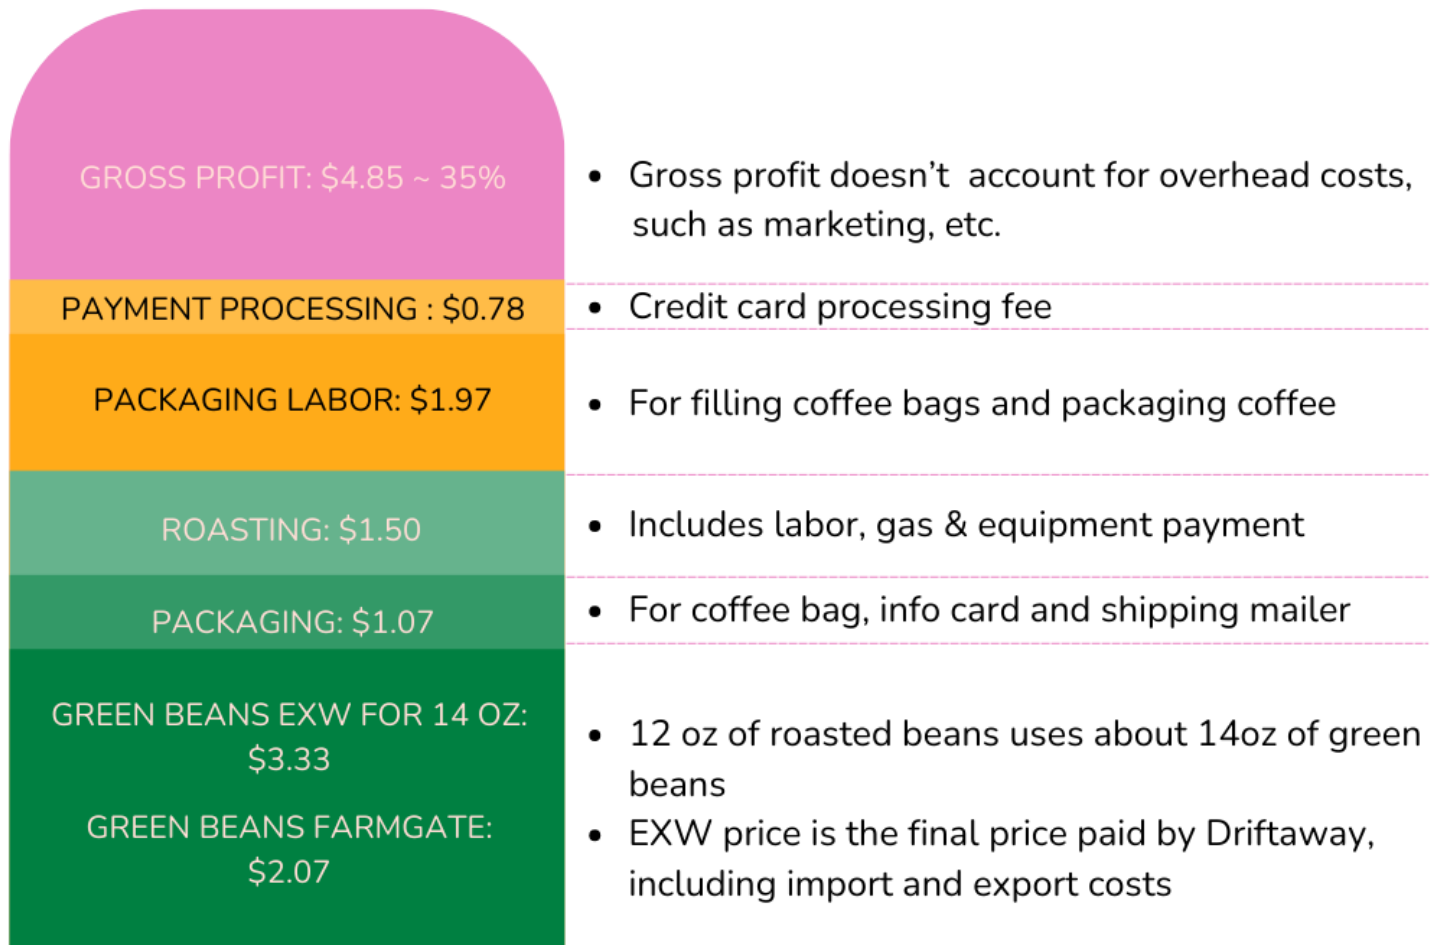 GROSS PROFIT: $4.85 ~ 35%
• Gross profit doesn’t  account for overhead costs,
such as marketing, etc.
PAYMENT PROCESSING : $0.78
• Credit card processing fee
PACKAGING LABOR: $1.97
• For filling coffee bags and packaging coffee
ROASTING: $1.50
• Includes labor, gas & equipment payment
PACKAGING: $1.07
• For coffee bag, info card and shipping mailer
GREEN BEANS EXW FOR 14 OZ:
$3.33
GREEN BEANS FARMGATE:
$2.07
• 12 oz of roasted beans uses about 14oz of green
beans
• EXW price is the final price paid by Driftaway,
including import and export costs